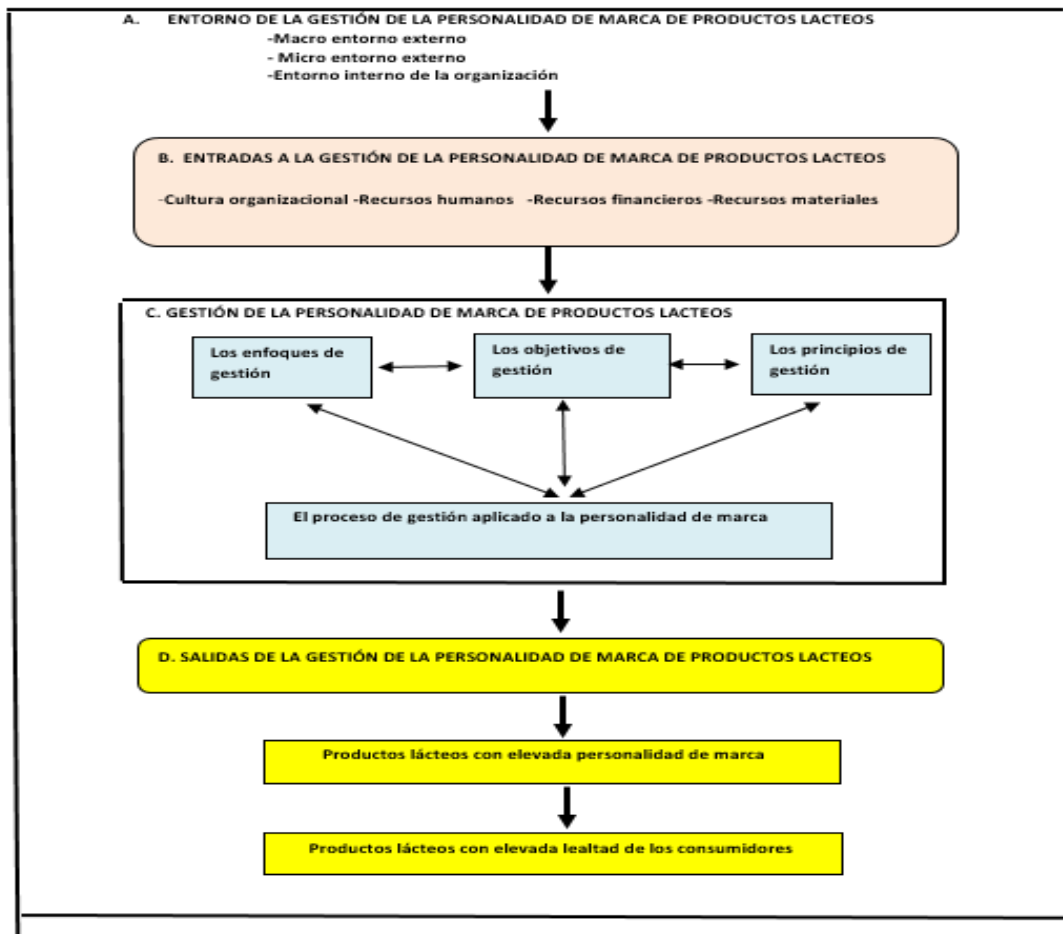 A. ENTORNO DE LA GESTIÓN DE LA PERSONALIDAD DE MARCA DE PRODUCTOS LACTEOS
-Macro entorno externo
- Micro entorno externo
-Entorno interno de la organización
B. ENTRADAS A LA GESTIÓN DE LA PERSONALIDAD DE MARCA DE PRODUCTOS LACTEOS
-Cultura organizacional -Recursos humanos -Recursos financieros -Recursos materiales
C. GESTIÓN DE LA PERSONALIDAD DE MARCA DE PRODUCTOS LACTEOS
Los enfoques de
gestión
Los objetivos de
gestión
Los principios de
gestión
El proceso de gestión aplicado a la personalidad de marca
D. SALIDAS DE LA GESTIÓN DE LA PERSONALIDAD DE MARCA DE PRODUCTOS LACTEOS
Productos lácteos con elevada personalidad de marca
Productos lácteos con elevada lealtad de los consumidores